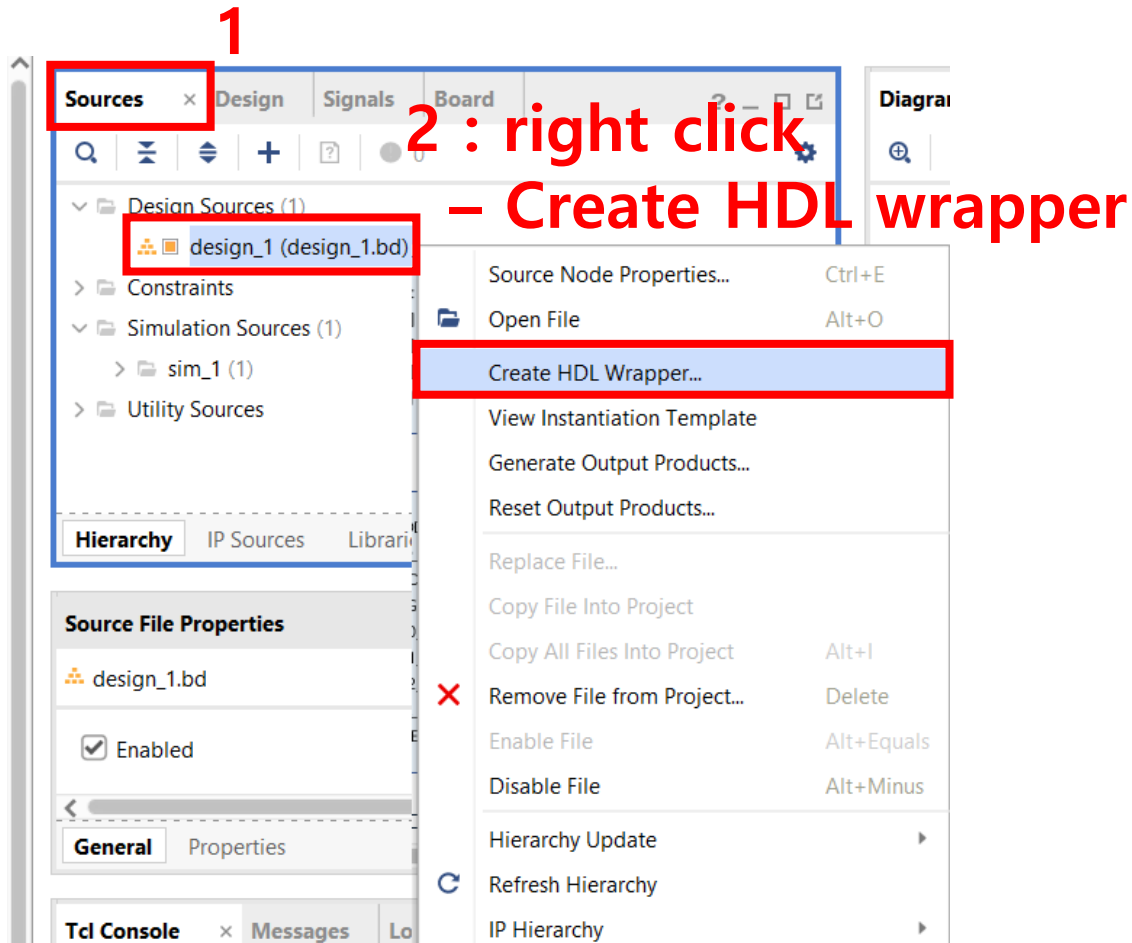 1
Sources × Design Signals Board ? Diagra
2 : right click
0
– Create HDL wrapper
Design Sources (1)
design_1 (design_1.bd)
Constraints
Simulation Sources (1)
sim_1 (1)
Utility Sources
Hierarchy IP Sources Librari
Source File Properties
design_1.bd
Enabled
General Properties
Tcl Console × Messages Lo
Source Node Properties... Ctrl+E
Open File Alt+O
Create HDL Wrapper...
View Instantiation Template
Generate Output Products...
Reset Output Products...
Replace File...
Copy File Into Project
Copy All Files Into Project Alt+I
Remove File from Project... Delete
Enable File Alt+Equals
Disable File Alt+Minus
Hierarchy Update
Refresh Hierarchy
IP Hierarchy